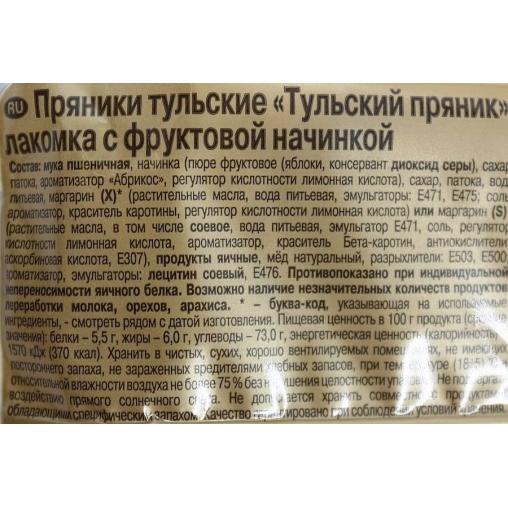 RU Пряники тульские «Тульский пряник»
лакомка с фруктовой начинкой
Состав: мука пшеничная, начинка (пюре фруктовое (яблоки, консервант диоксид серы), сахар,
патока, ароматизатор «Абрикос», регулятор кислотности лимонная кислота), сахар, патока, вода
питьевая, маргарин (X)* (растительные масла, вода питьевая, эмульгаторы: Е471, Е475; соль,
ароматизатор, краситель каротины, регулятор кислотности лимонная кислота) или маргарин (S)
(растительные масла, в том числе соевое, вода питьевая, эмульгатор Е471, соль, регулятор
кислотности лимонная кислота, ароматизатор, краситель Бета-каротин, антиокислители:
аскорбиновая кислота, Е307), продукты яичные, мёд натуральный, разрыхлители: Е503, Е500,
ароматизатор, эмульгаторы: лецитин соевый, Е476. Противопоказано при индивидуальной
непереносимости яичного белка. Возможно наличие незначительных количеств продуктов
переработки молока, орехов, арахиса. * – буква-код, указывающая на используемые
ингредиенты, - смотреть рядом с датой изготовления. Пищевая ценность в 100 г продукта (средние
значения): белки – 5,5 г, жиры – 6,0 г, углеводы – 73,0 г, энергетическая ценность (калорийность)
1570 кДж (370 ккал). Хранить в чистых, сухих, хорошо вентилируемых помещениях, не имеющих
постороннего запаха, не зараженных вредителями хлебных запасов, при температуре (18±5)°С
относительной влажности воздуха не более 75 % без нарушения целостности упаковки. Не подвергать
воздействию прямого солнечного света. Не допускается хранить совместно с продуктами,
обладающими специфическим запахом. Качество гарантировано при соблюдении условий хранения.